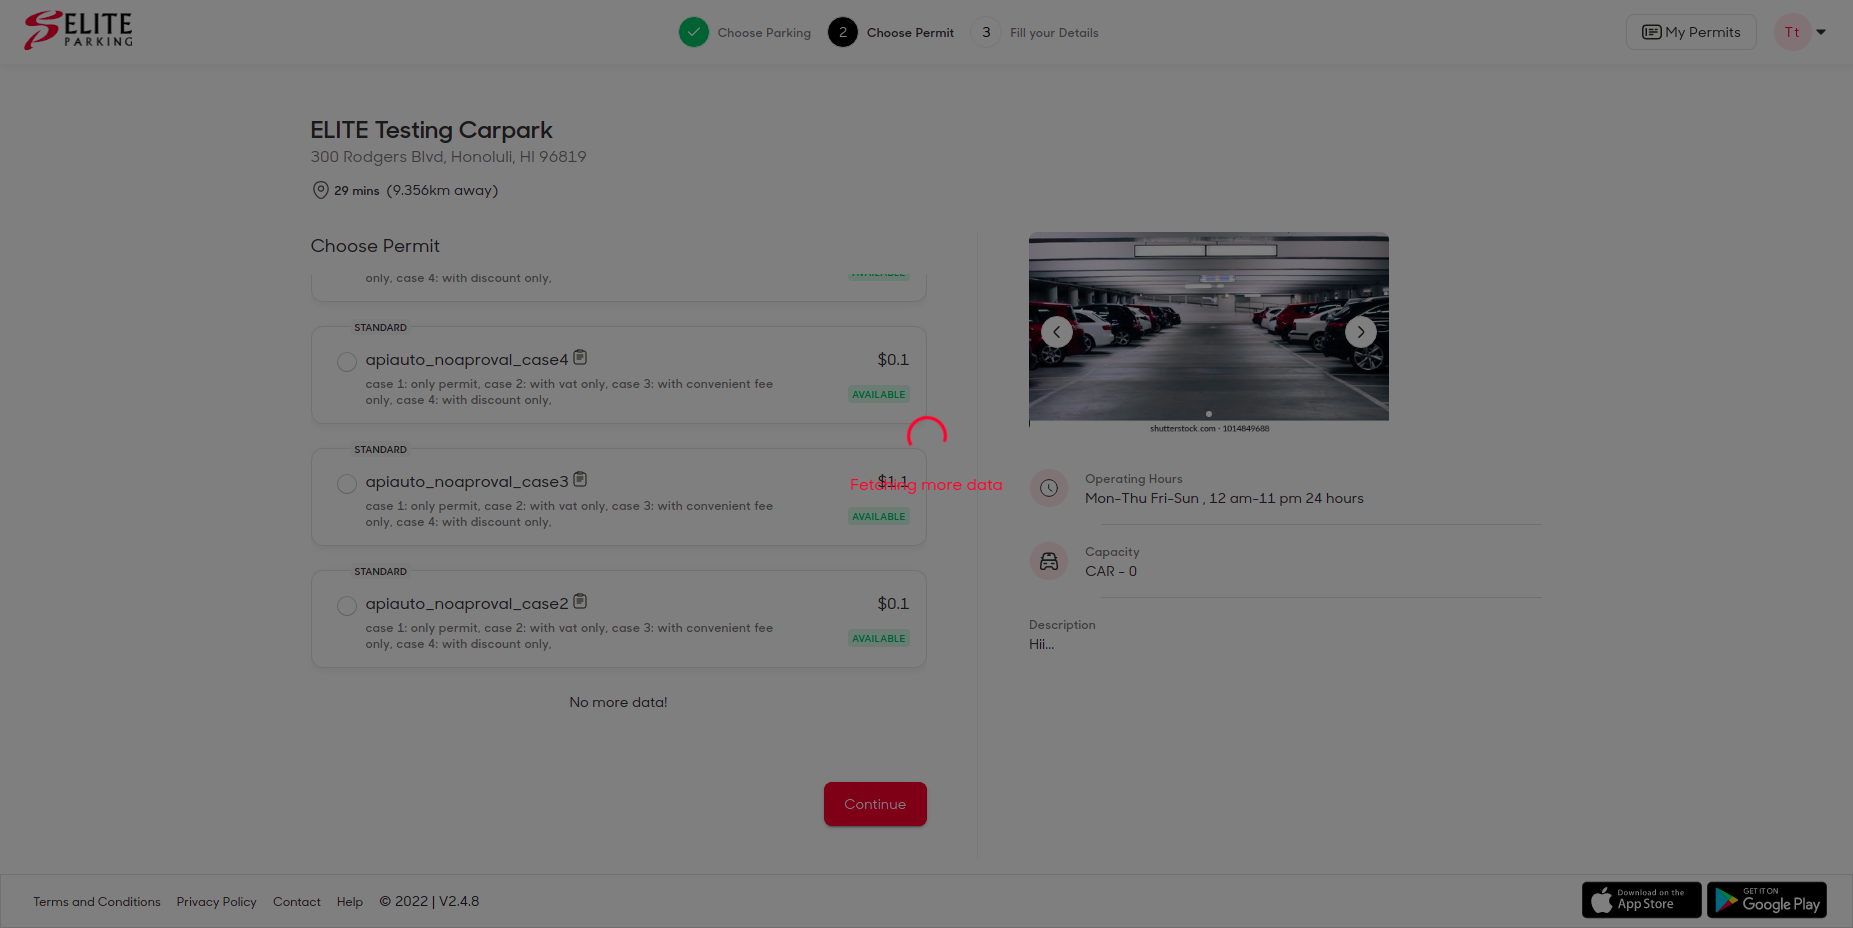 ELITE
PARKING
Choose Parking
2 Choose Permit
3 Fill your Details
My Permits
Tt
ELITE Testing Carpark
300 Rodgers Blvd, Honoluli, HI 96819
29 mins (9.356km away)
Choose Permit
only, case 4: with discount only,
AVAILABLE
STANDARD
apiauto_noaproval_case4 $0.1
case 1: only permit, case 2: with vat only, case 3: with convenient fee
only, case 4: with discount only,
AVAILABLE
STANDARD
apiauto_noaproval_case3 $1.1
Fetching more data
case 1: only permit, case 2: with vat only, case 3: with convenient fee
only, case 4: with discount only,
AVAILABLE
STANDARD
apiauto_noaproval_case2 $0.1
case 1: only permit, case 2: with vat only, case 3: with convenient fee
only, case 4: with discount only,
AVAILABLE
No more data!
Continue
shutterstock.com - 1014849688
Operating Hours
Mon-Thu Fri-Sun , 12 am-11 pm 24 hours
Capacity
CAR - 0
Description
Hii...
Terms and Conditions Privacy Policy Contact Help © 2022 | V2.4.8
Download on the
App Store
GET IT ON
Google Play